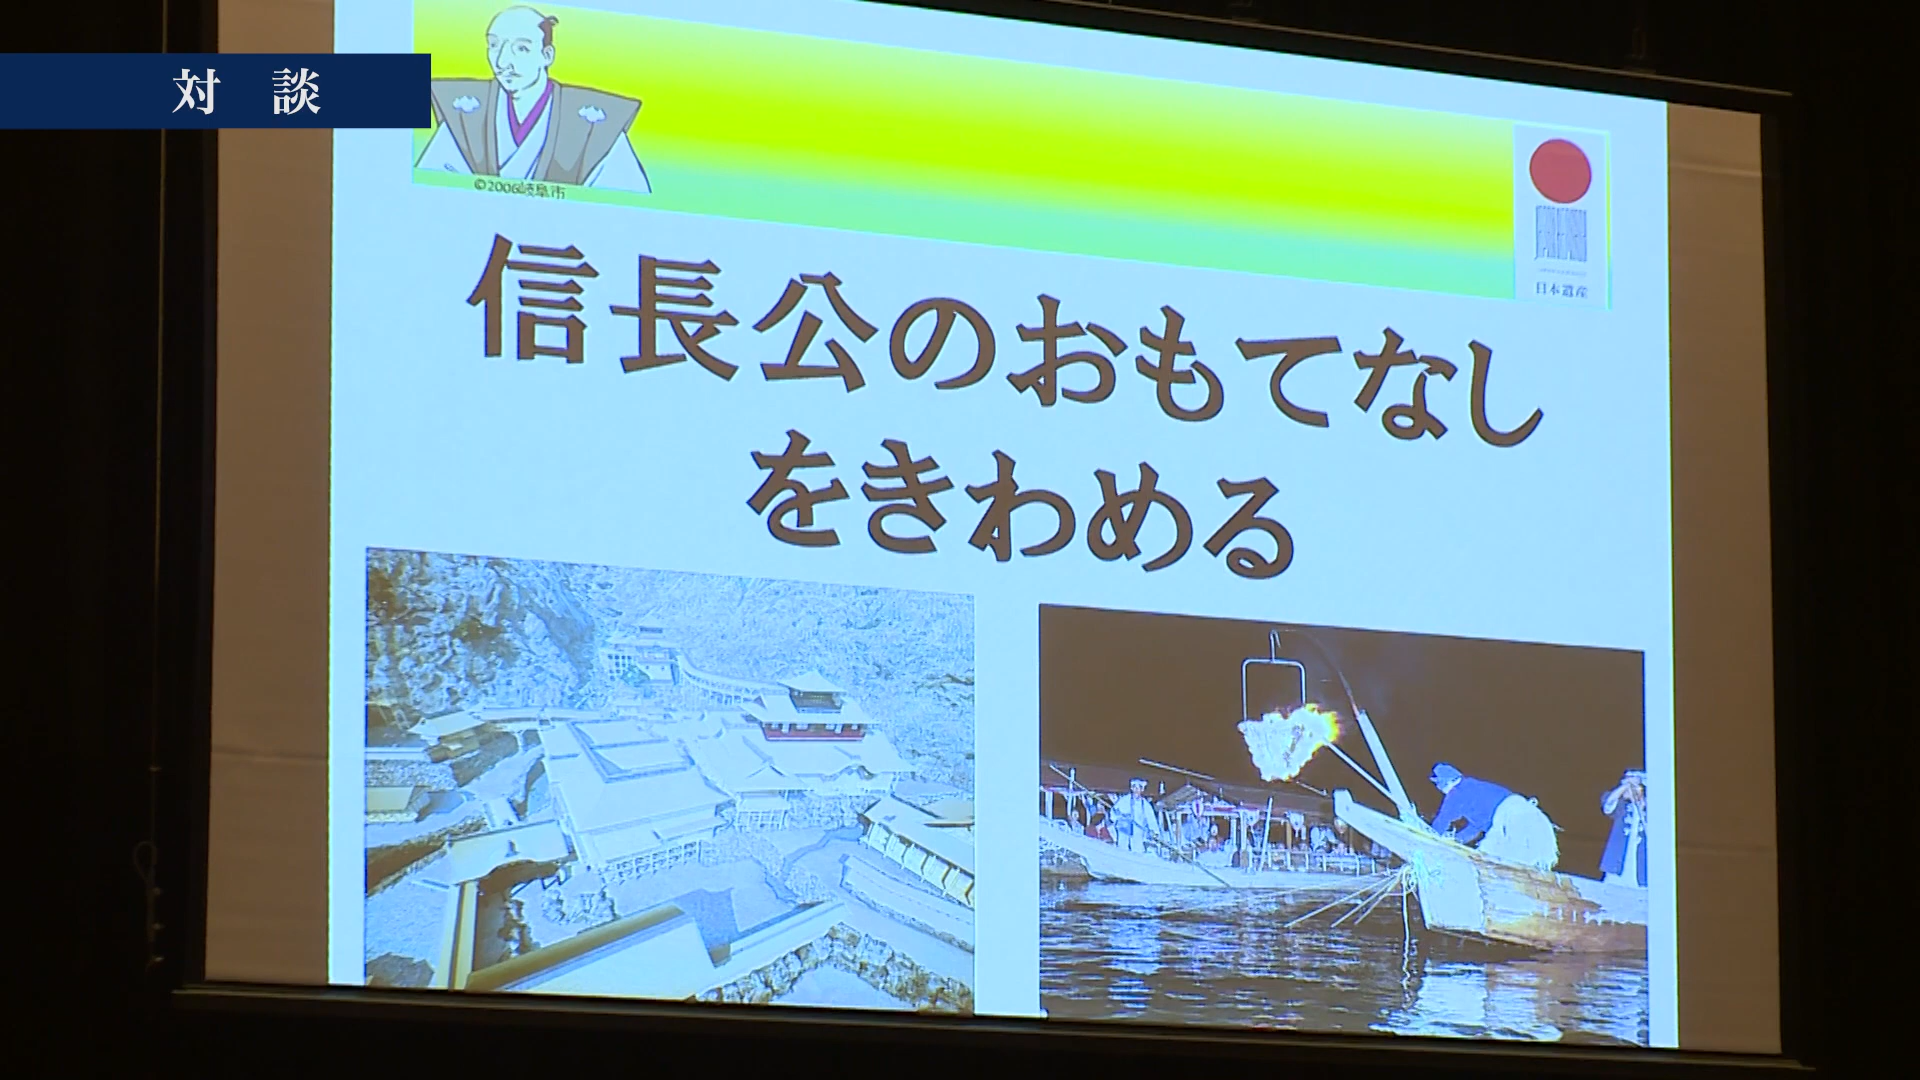 対　談
©2006岐阜市
日本遺産
信長公のおもてなし
をきわめる